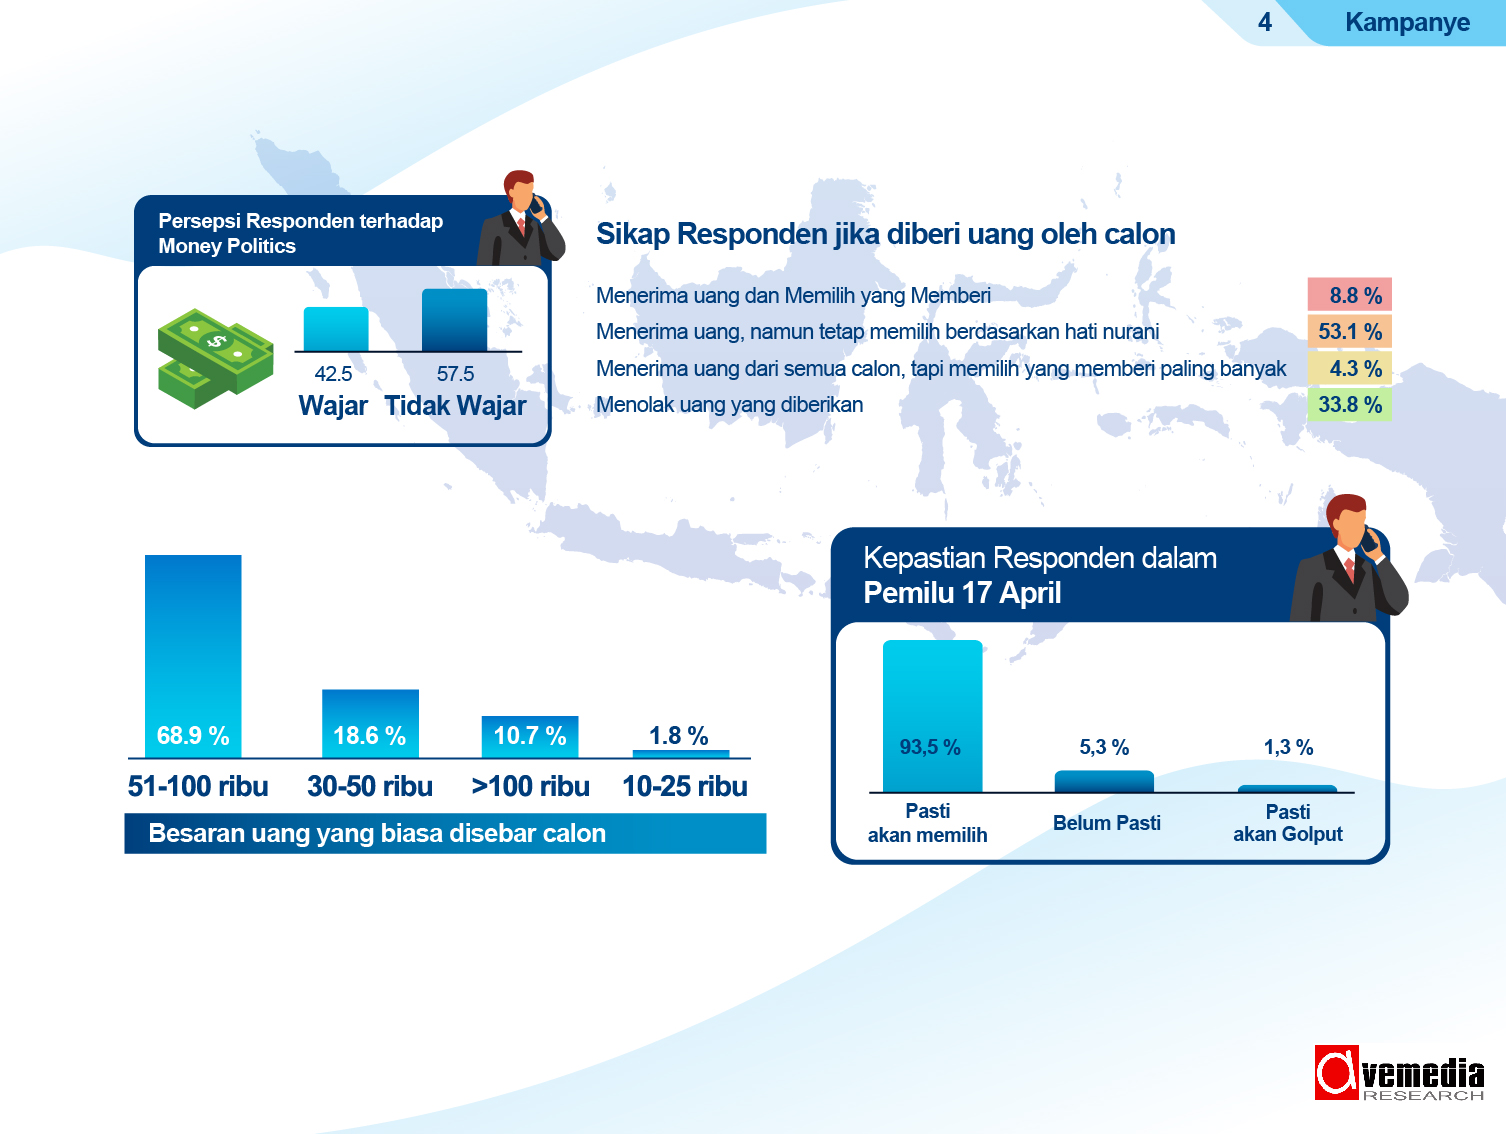 4
Kampanye
Persepsi Responden terhadap
Money Politics
42.5
57.5
Wajar
Tidak Wajar
Sikap Responden jika diberi uang oleh calon
Menerima uang dan Memilih yang Memberi 8.8 %
Menerima uang, namun tetap memilih berdasarkan hati nurani 53.1 %
Menerima uang dari semua calon, tapi memilih yang memberi paling banyak 4.3 %
Menolak uang yang diberikan 33.8 %
68.9 %
18.6 %
10.7 %
1.8 %
51-100 ribu
30-50 ribu
>100 ribu
10-25 ribu
Besaran uang yang biasa disebar calon
Kepastian Responden dalam
Pemilu 17 April
93,5 %
5,3 %
1,3 %
Pasti
akan memilih
Belum Pasti
Pasti
akan Golput
avemedia
RESEARCH